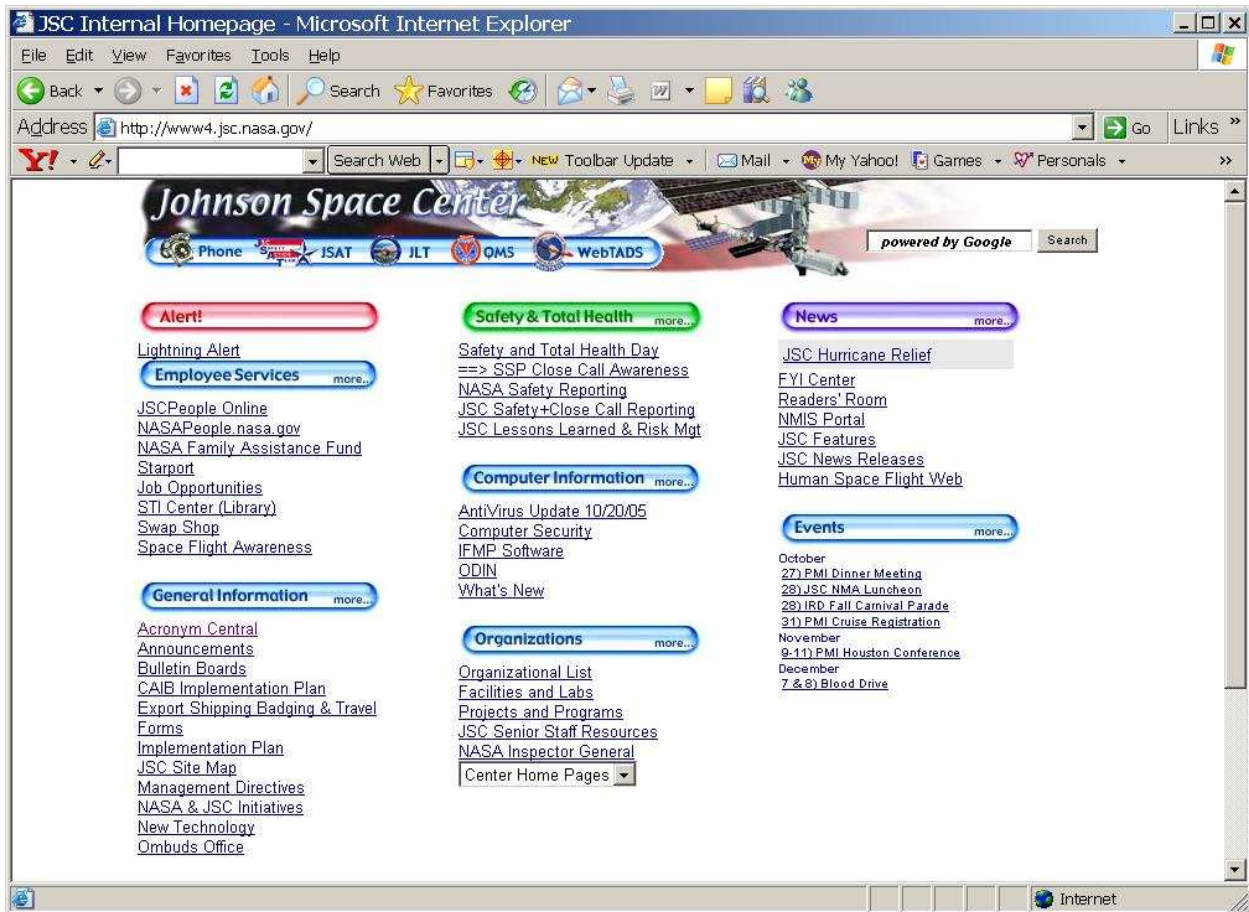 JSC Internal Homepage - Microsoft Internet Explorer
File Edit View Favorites Tools Help
Back Search Favorites
Address http://www4.jsc.nasa.gov/ Go Links »
Y! Search Web NEW Toolbar Update Mail My Yahoo! Games Personals »
Johnson Space Center
Phone JSAT JLT QMS WebTADS
powered by Google Search
Alert!
Lightning Alert
Employee Services more...
JSCPeople Online
NASAPeople.nasa.gov
NASA Family Assistance Fund
Starport
Job Opportunities
STI Center (Library)
Swap Shop
Space Flight Awareness
General Information more...
Acronym Central
Announcements
Bulletin Boards
CAIB Implementation Plan
Export Shipping Badging & Travel
Forms
Implementation Plan
JSC Site Map
Management Directives
NASA & JSC Initiatives
New Technology
Ombuds Office
Safety & Total Health more...
Safety and Total Health Day
==> SSP Close Call Awareness
NASA Safety Reporting
JSC Safety+Close Call Reporting
JSC Lessons Learned & Risk Mgt
Computer Information more...
AntiVirus Update 10/20/05
Computer Security
IFMP Software
ODIN
What's New
Organizations more...
Organizational List
Facilities and Labs
Projects and Programs
JSC Senior Staff Resources
NASA Inspector General
Center Home Pages
News more...
JSC Hurricane Relief
FYI Center
Readers' Room
NMIS Portal
JSC Features
JSC News Releases
Human Space Flight Web
Events more...
October
27) PMI Dinner Meeting
28) JSC NMA Luncheon
28) IRD Fall Carnival Parade
31) PMI Cruise Registration
November
9-11) PMI Houston Conference
December
7 & 8) Blood Drive
Internet